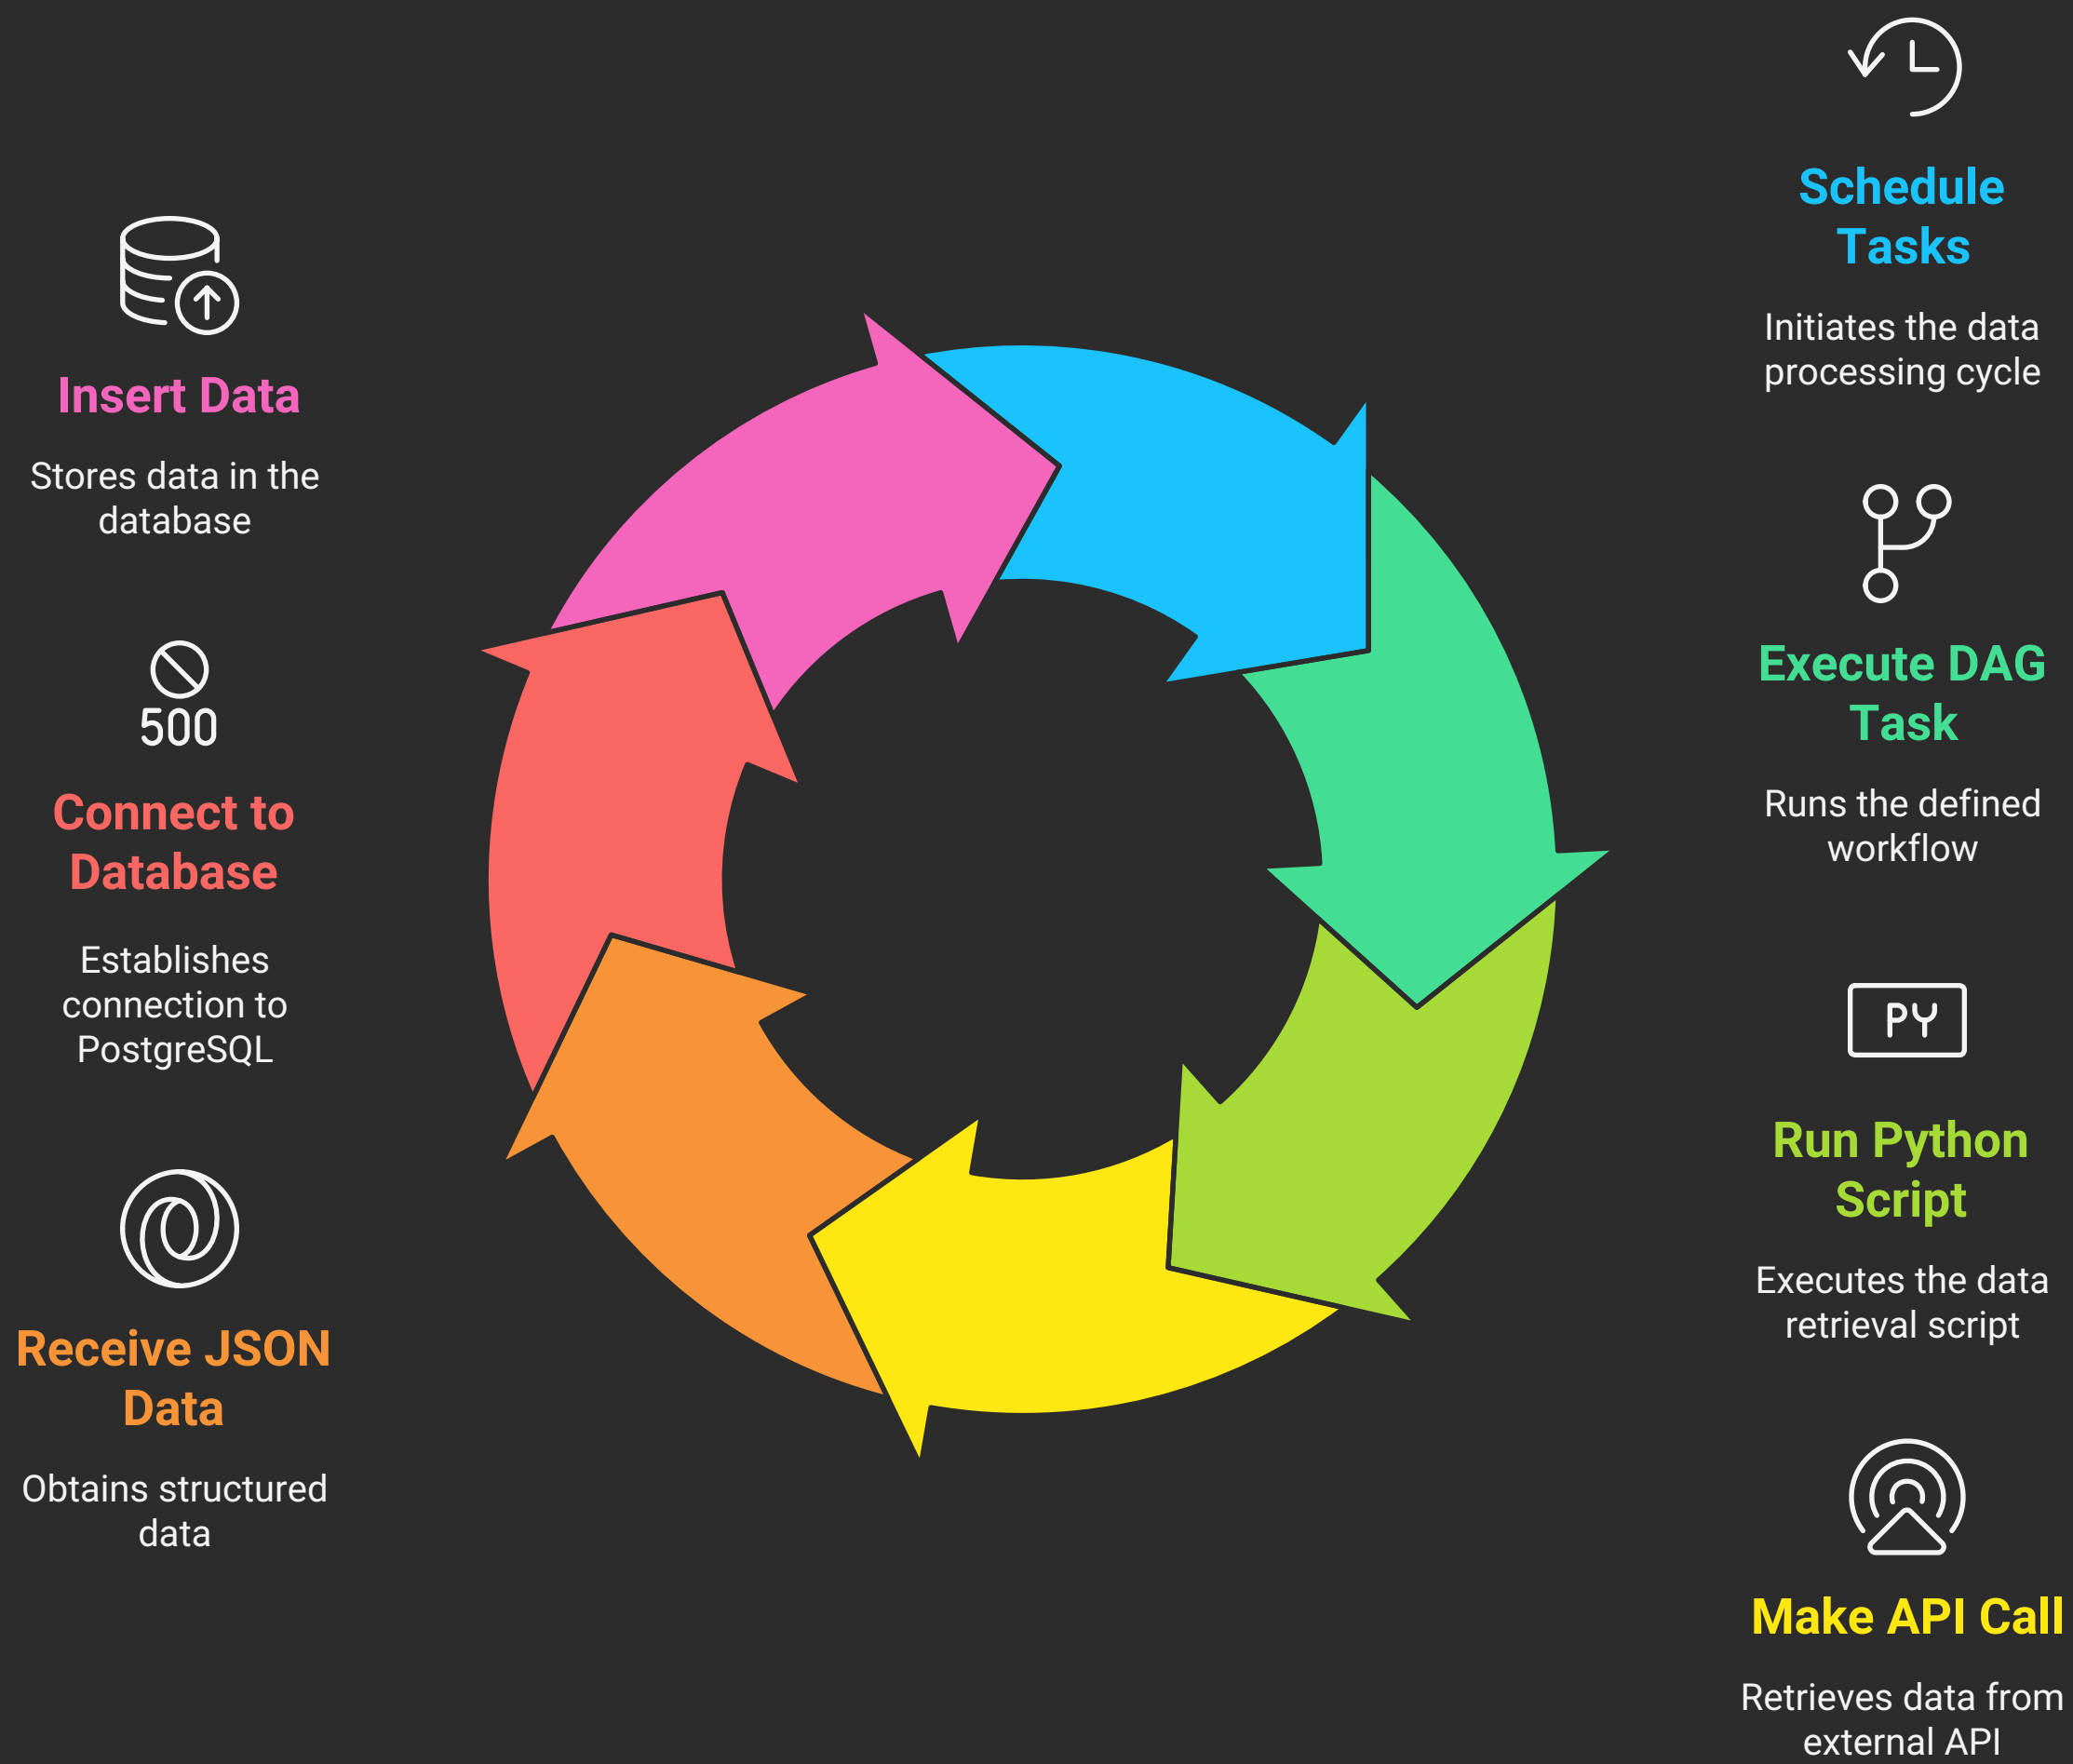 Schedule
Tasks
Initiates the data
processing cycle
Execute DAG
Task
Runs the defined
workflow
PY
Run Python
Script
Executes the data
retrieval script
Make API Call
Retrieves data from
external API
Receive JSON
Data
Obtains structured
data
500
Connect to
Database
Establishes
connection to
PostgreSQL
Insert Data
Stores data in the
database